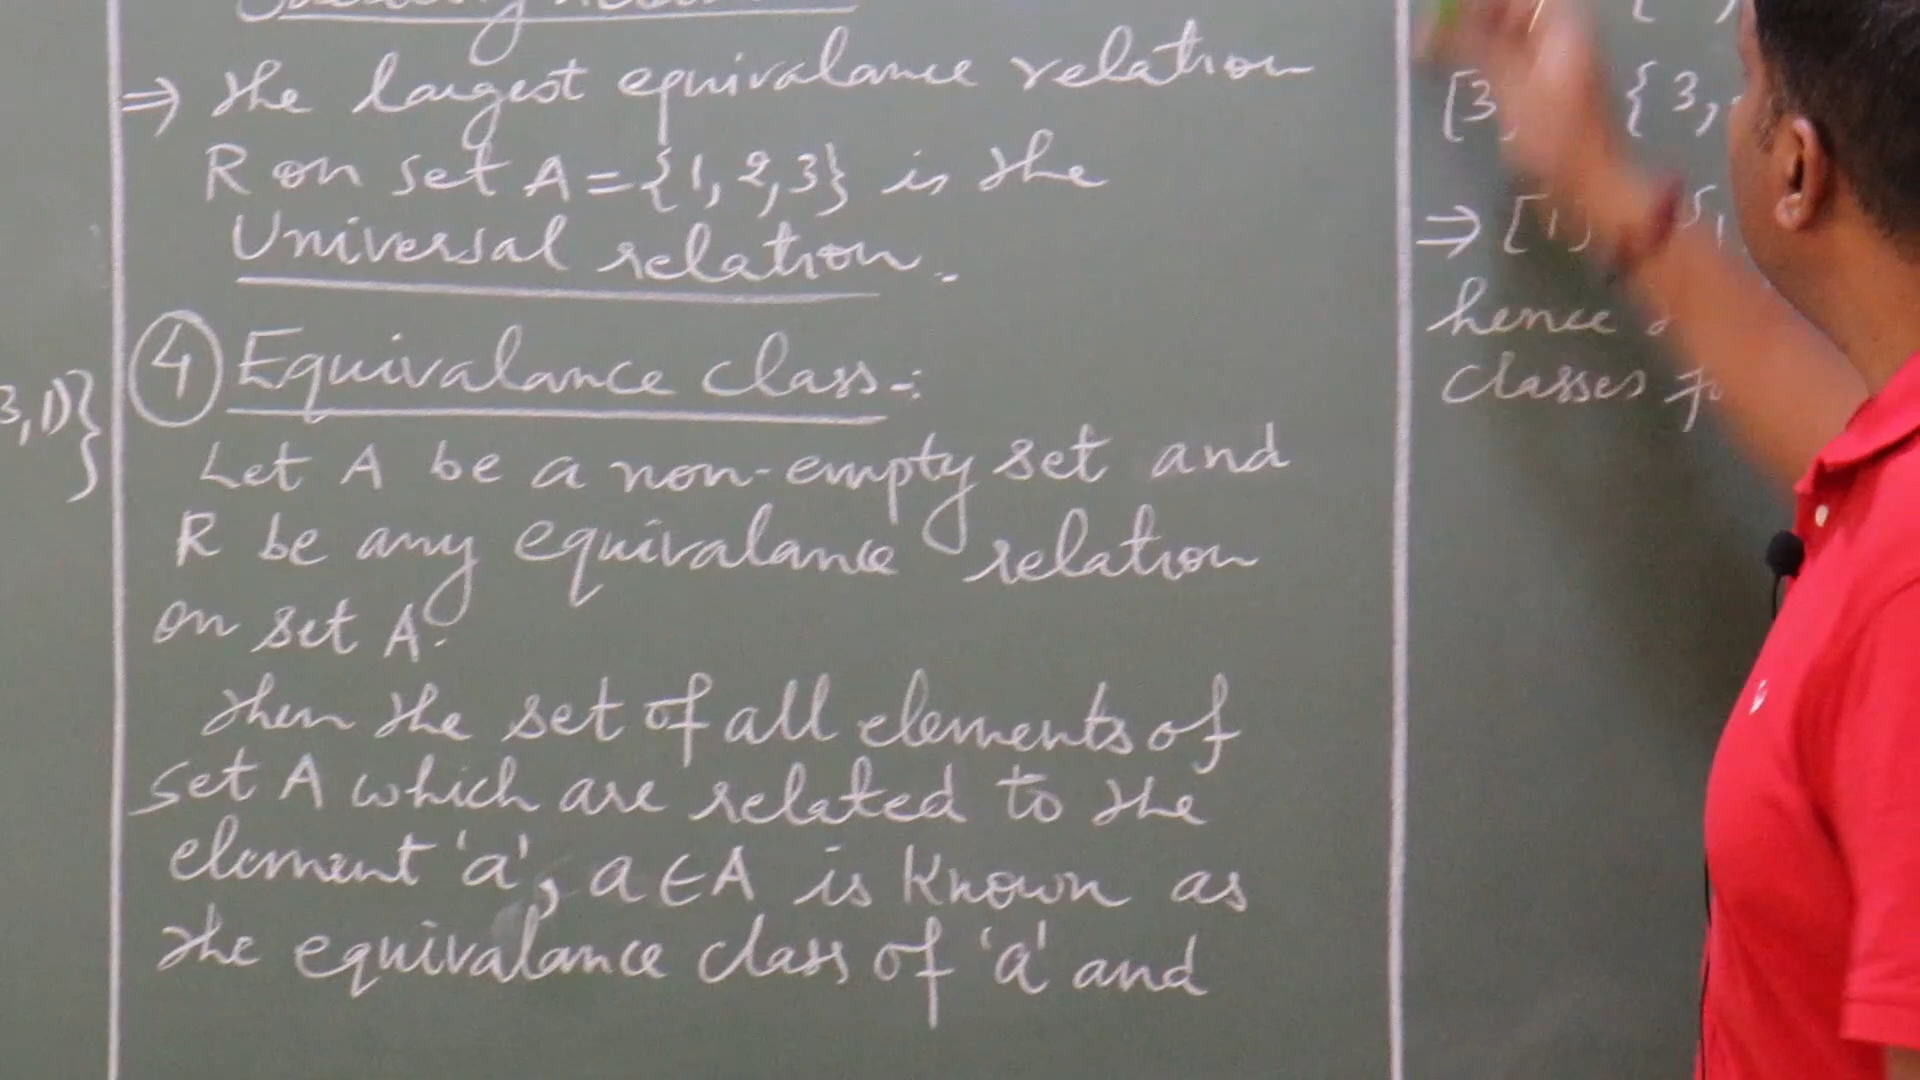 ⇒ the largest equivalance relation
R on set A = {1, 2, 3} is the
Universal relation.
④ Equivalance class-:
Let A be a non-empty set and
R be any equivalance relation
on set A.
then the set of all elements of
set A which are related to the
element 'a', a ∈ A is known as
the equivalance class of 'a' and
3,1)}
[3 {3,
⇒ [1]
hence
classes